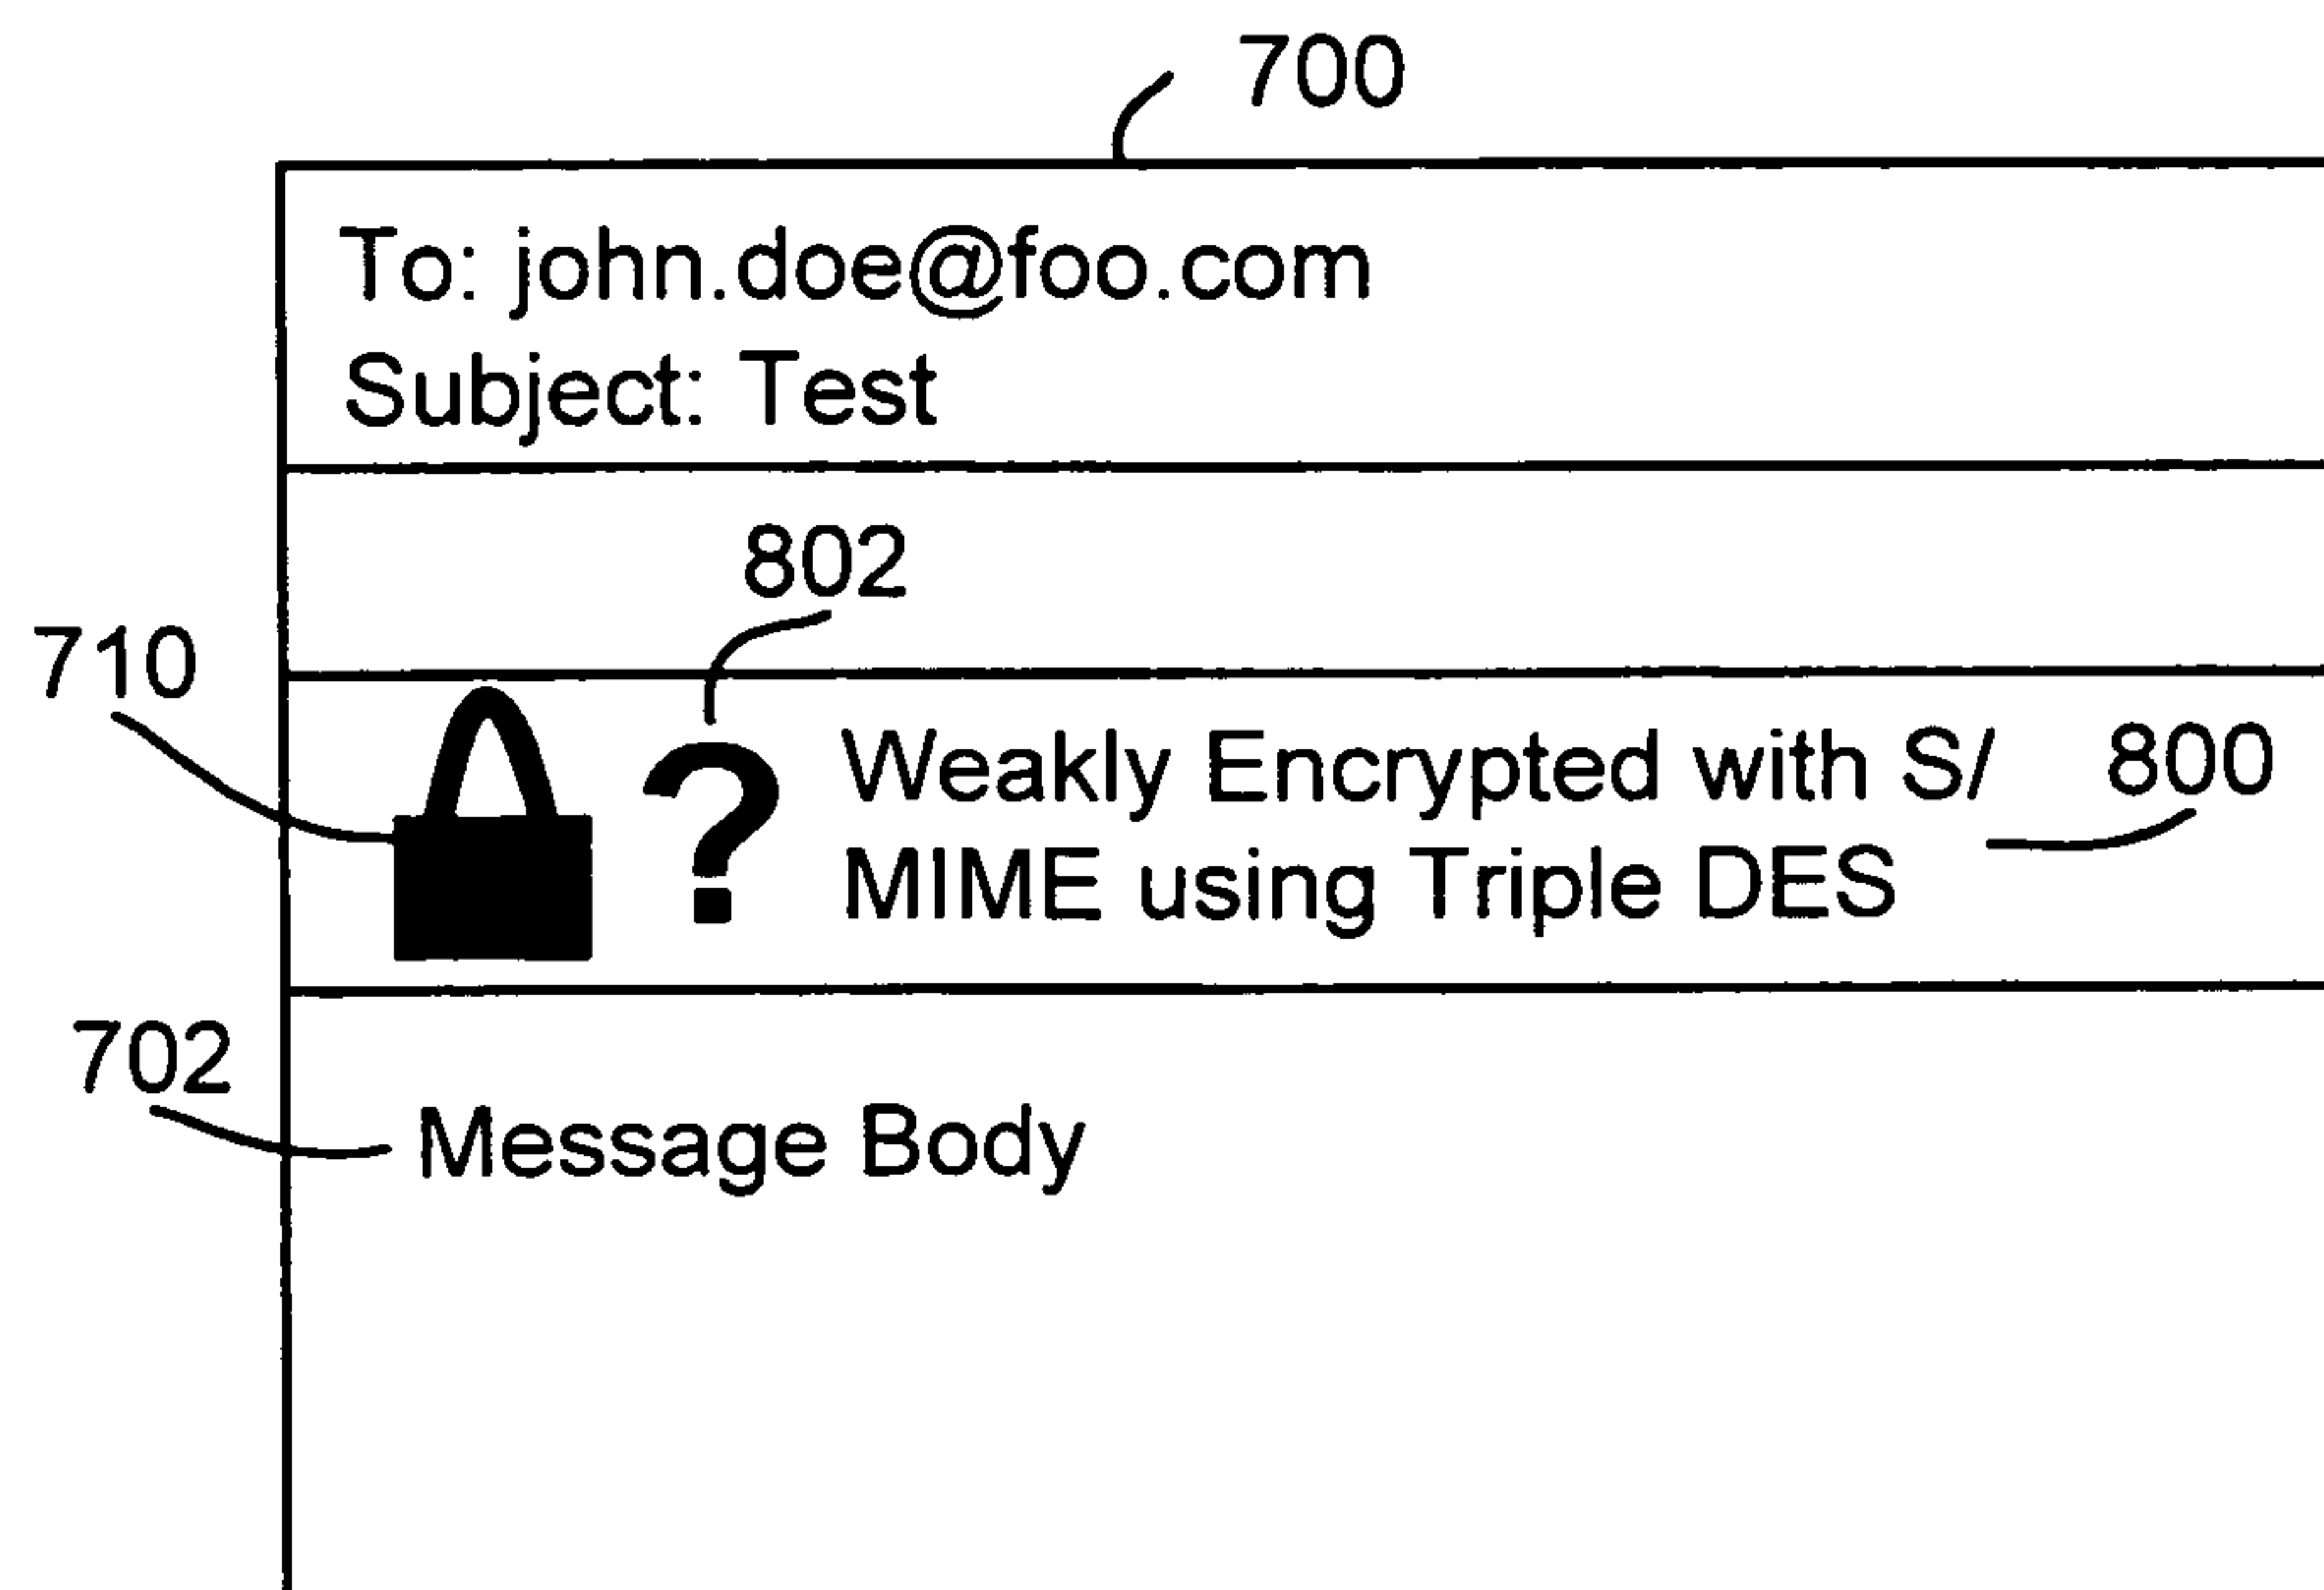 700
To: john.doe@foo.com
Subject: Test
802
710
? Weakly Encrypted with S/ 800
MIME using Triple DES
702
Message Body